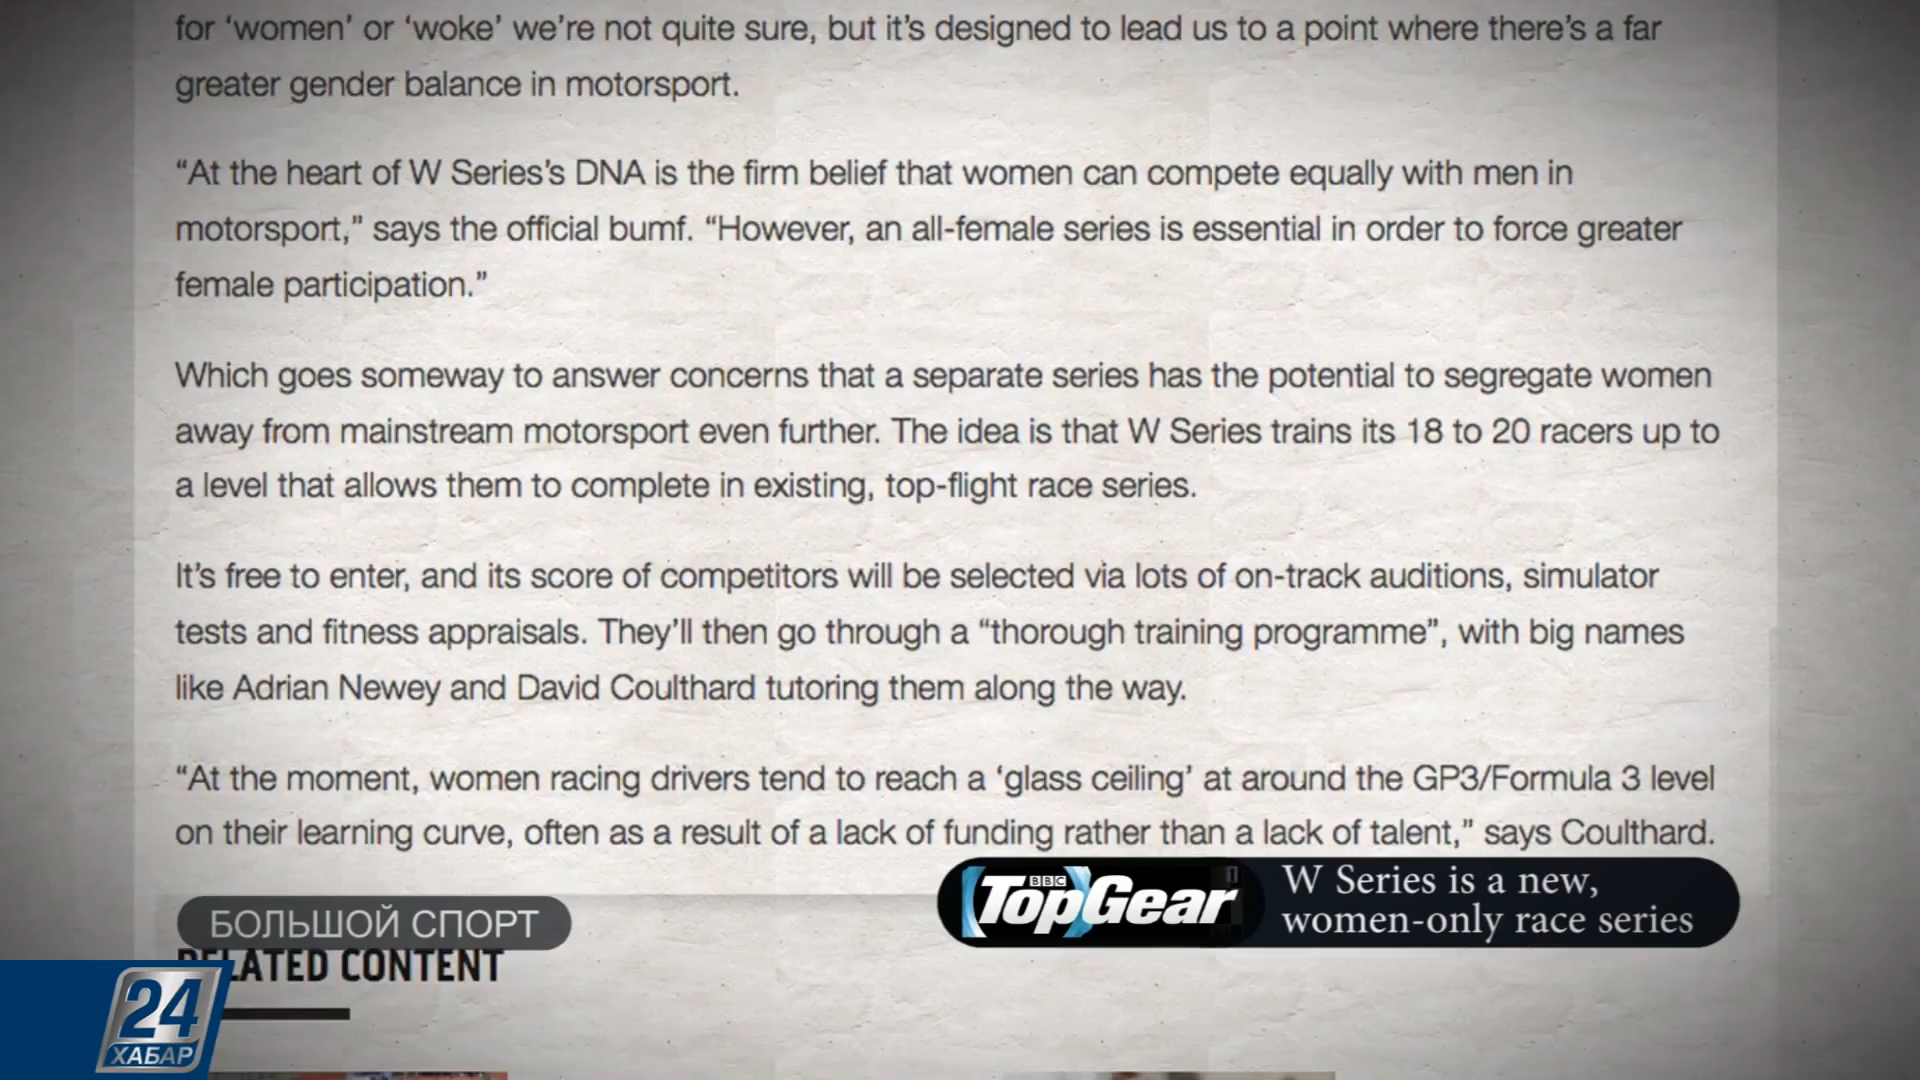 for ‘women’ or ‘woke’ we’re not quite sure, but it’s designed to lead us to a point where there’s a far
greater gender balance in motorsport.
“At the heart of W Series’s DNA is the firm belief that women can compete equally with men in
motorsport,” says the official bumf. “However, an all-female series is essential in order to force greater
female participation.”
Which goes someway to answer concerns that a separate series has the potential to segregate women
away from mainstream motorsport even further. The idea is that W Series trains its 18 to 20 racers up to
a level that allows them to complete in existing, top-flight race series.
It’s free to enter, and its score of competitors will be selected via lots of on-track auditions, simulator
tests and fitness appraisals. They’ll then go through a “thorough training programme”, with big names
like Adrian Newey and David Coulthard tutoring them along the way.
“At the moment, women racing drivers tend to reach a ‘glass ceiling’ at around the GP3/Formula 3 level
on their learning curve, often as a result of a lack of funding rather than a lack of talent,” says Coulthard.
BBC
TopGear
W Series is a new,
women-only race series
БОЛЬШОЙ СПОРТ
RELATED CONTENT
24
ХАБАР